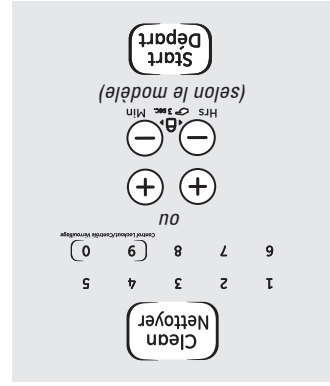 Clean
Nettoyer
1 2 3 4 5
6 7 8 9 0
Control Lockout/Contrôle Verrouillage
ou
+ +
− −
Hrs 3 sec. Min
(selon le modèle)
Start
Départ